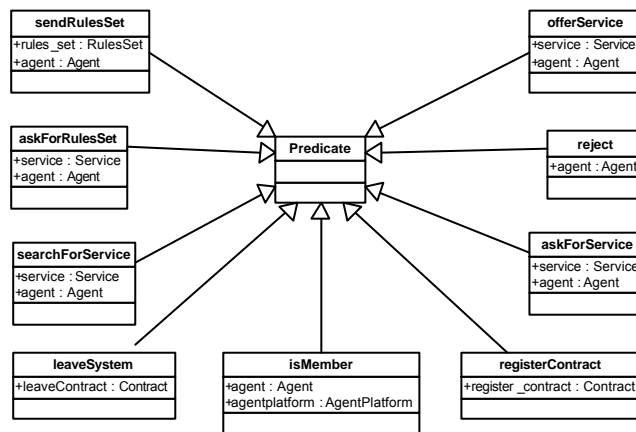 sendRulesSet
+rules_set : RulesSet
+agent : Agent
offerService
+service : Service
+agent : Agent
askForRulesSet
+service : Service
+agent : Agent
Predicate
reject
+agent : Agent
searchForService
+service : Service
+agent : Agent
askForService
+service : Service
+agent : Agent
leaveSystem
+leaveContract : Contract
isMember
+agent : Agent
+agentplatform : AgentPlatform
registerContract
+register _contract : Contract